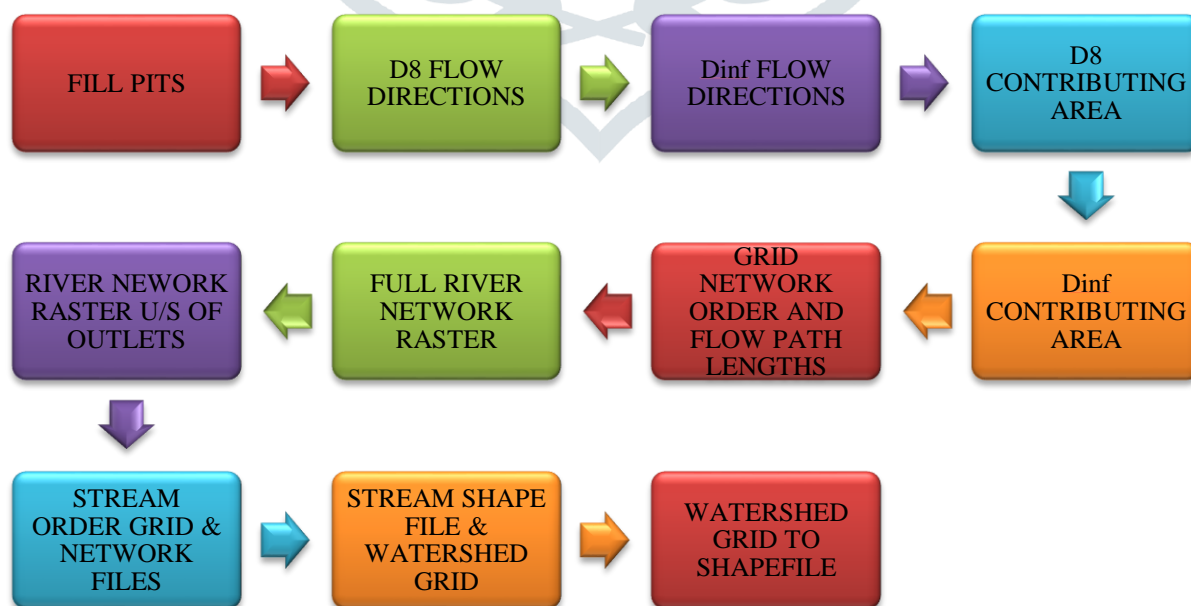 FILL PITS
D8 FLOW
DIRECTIONS
Dinf FLOW
DIRECTIONS
D8
CONTRIBUTING
AREA
Dinf
CONTRIBUTING
AREA
GRID
NETWORK
ORDER AND
FLOW PATH
LENGTHS
FULL RIVER
NETWORK
RASTER
RIVER NEWORK
RASTER U/S OF
OUTLETS
STREAM
ORDER GRID &
NETWORK
FILES
STREAM SHAPE
FILE &
WATERSHED
GRID
WATERSHED
GRID TO
SHAPEFILE